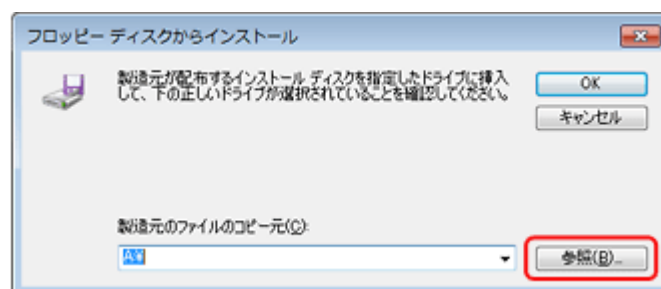 フロッピー ディスクからインストール
製造元が配布するインストール ディスクを指定したドライブに挿入
して、下の正しいドライブが選択されていることを確認してください。
OK
キャンセル
製造元のファイルのコピー元(C):
A:¥
参照(B)...